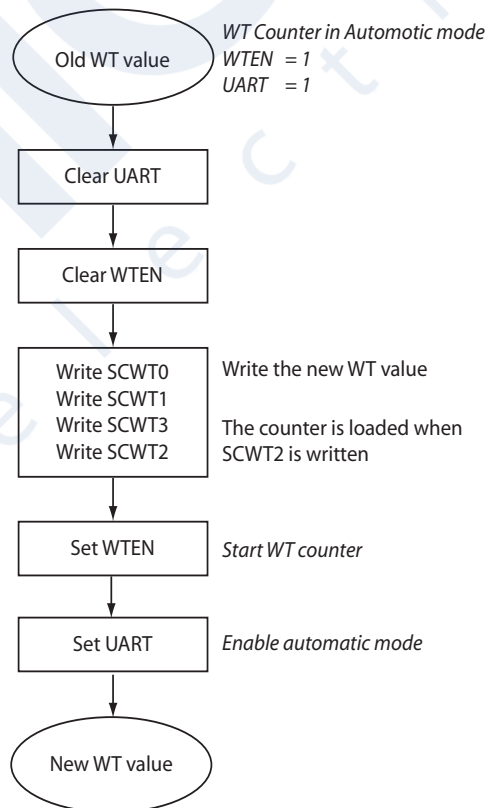 Old WT value
WT Counter in Automotic mode
WTEN = 1
UART = 1
Clear UART
Clear WTEN
Write SCWT0
Write SCWT1
Write SCWT3
Write SCWT2
Write the new WT value
The counter is loaded when
SCWT2 is written
Set WTEN
Start WT counter
Set UART
Enable automatic mode
New WT value